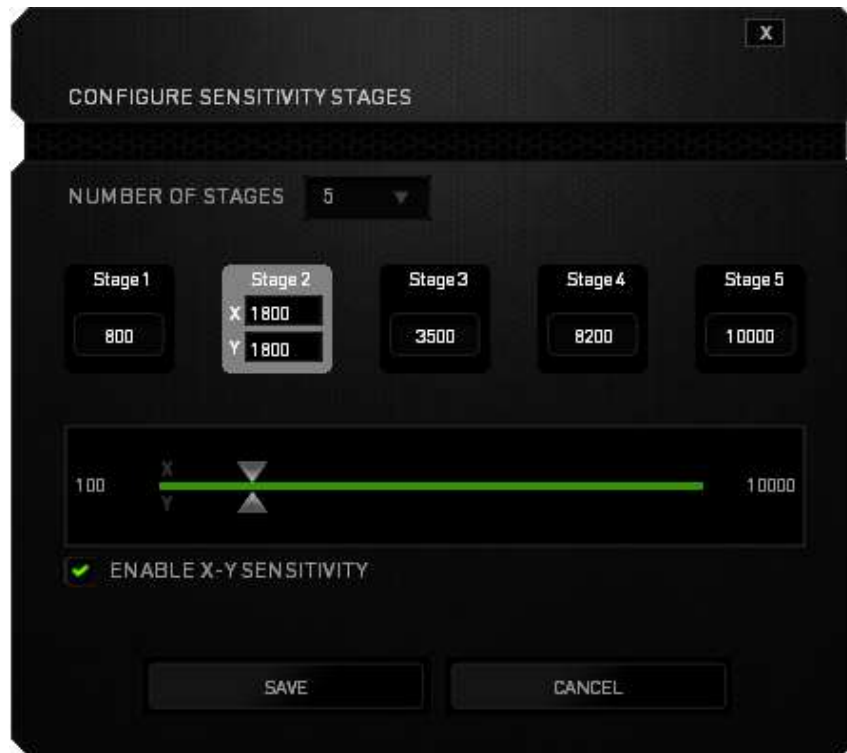 X
CONFIGURE SENSITIVITY STAGES
NUMBER OF STAGES 5
Stage 1 Stage 2 Stage 3 Stage 4 Stage 5
X 1800
800 3500 8200 10000
Y 1800
X
100 10000
Y
ENABLE X-Y SENSITIVITY
SAVE CANCEL